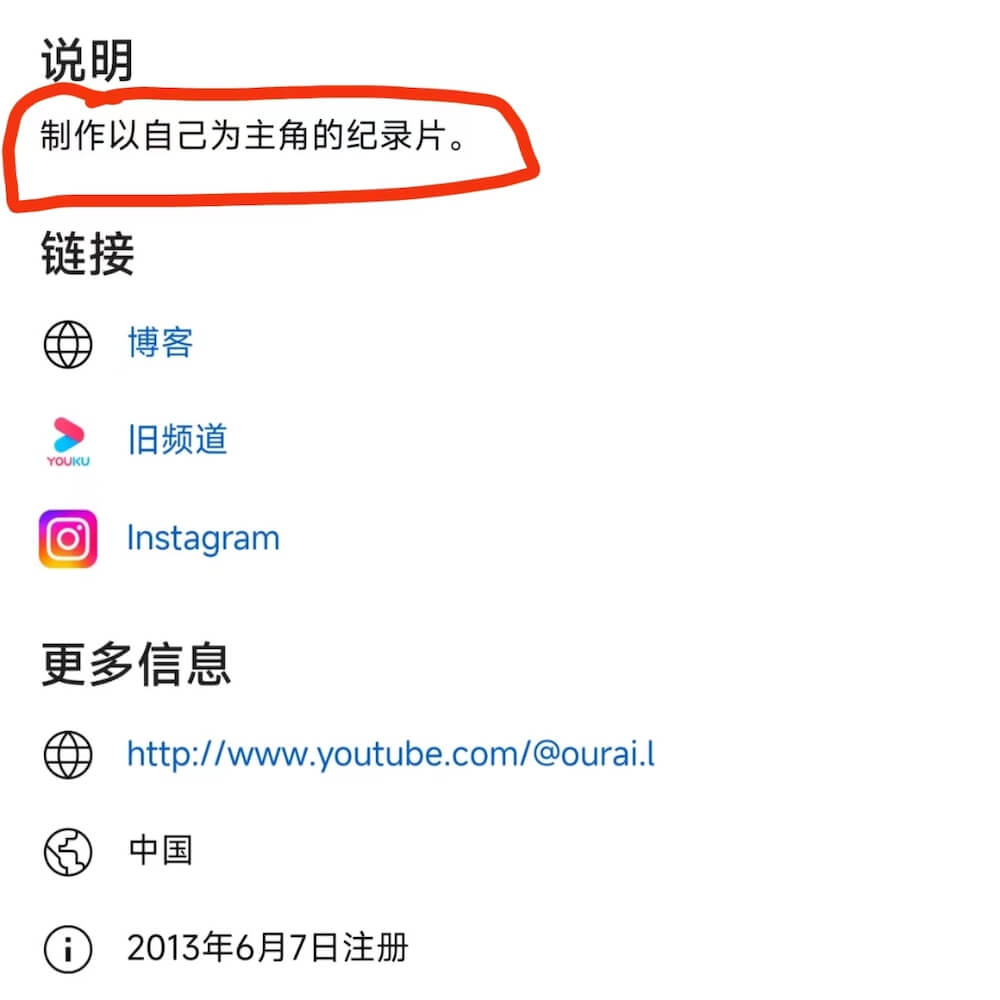 说明
制作以自己为主角的纪录片。
链接
博客
YOUKU
旧频道
Instagram
更多信息
http://www.youtube.com/@ourai.l
中国
2013年6月7日注册